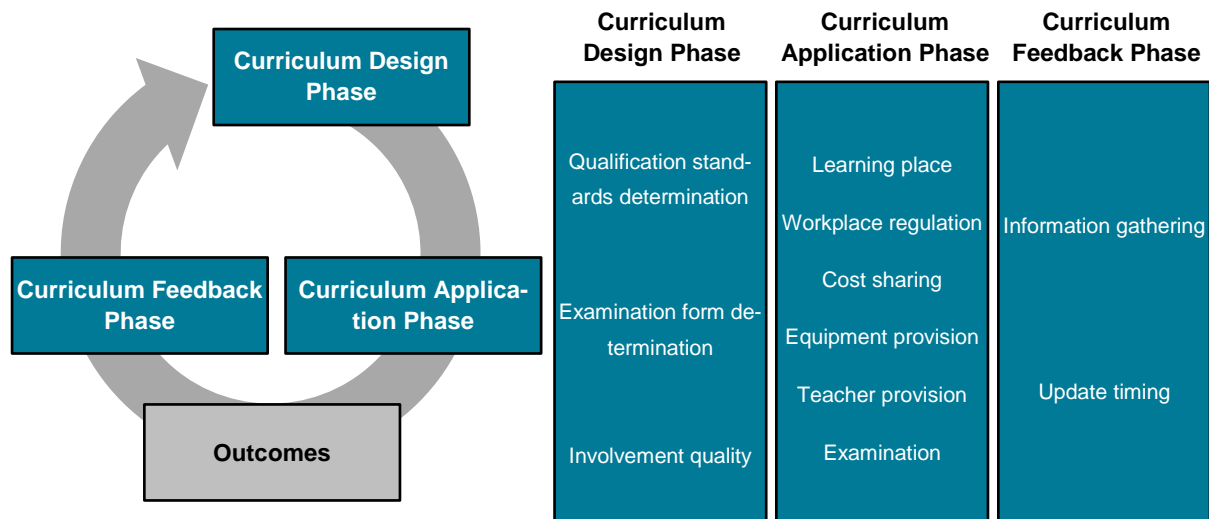 Curriculum Design
Phase
Curriculum Feedback
Phase
Curriculum Applica-
tion Phase
Outcomes
Curriculum
Design Phase
Qualification stand-
ards determination
Examination form de-
termination
Involvement quality
Curriculum
Application Phase
Learning place
Workplace regulation
Cost sharing
Equipment provision
Teacher provision
Examination
Curriculum
Feedback Phase
Information gathering
Update timing